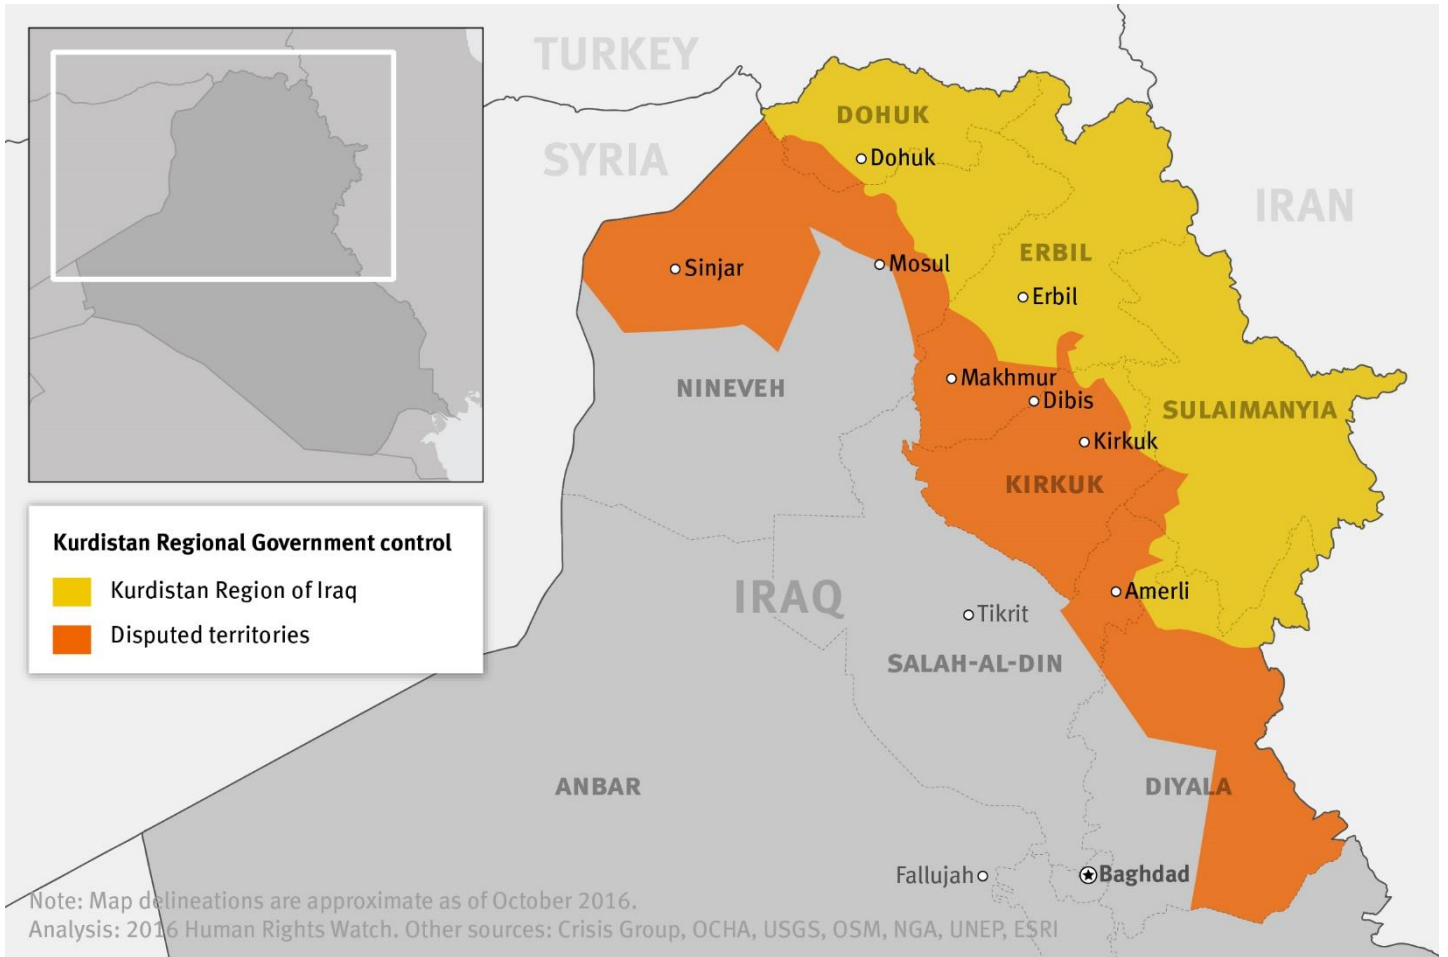 TURKEY
SYRIA
IRAN
DOHUK
Dohuk
ERBIL
Erbil
Sinjar
Mosul
NINEVEH
Makhmur
Dibis
SULAIMANYIA
Kirkuk
KIRKUK
Kurdistan Regional Government control
Kurdistan Region of Iraq
Disputed territories
IRAQ
Amerli
Tikrit
SALAH-AL-DIN
ANBAR
DIYALA
Fallujah
Baghdad
Note: Map delineations are approximate as of October 2016.
Analysis: 2016 Human Rights Watch. Other sources: Crisis Group, OCHA, USGS, OSM, NGA, UNEP, ESRI